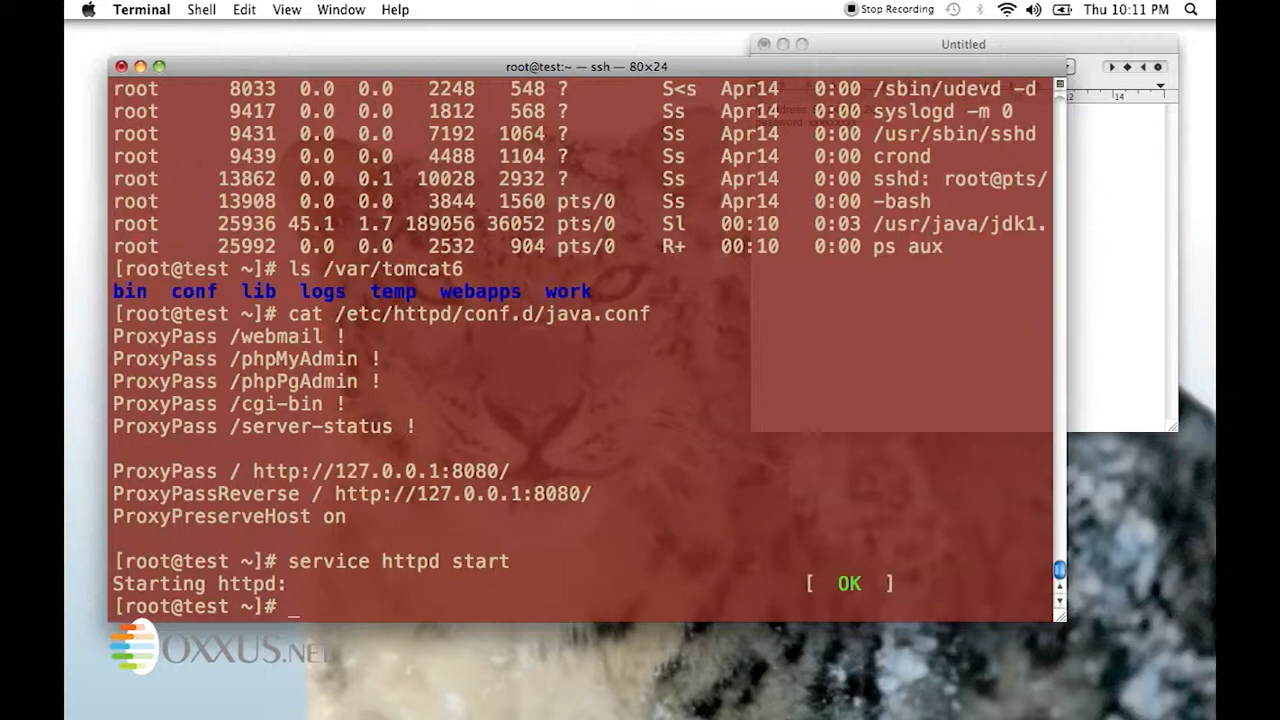 Terminal Shell Edit View Window Help Stop Recording Thu 10:11 PM
Untitled
root@test:~ — ssh — 80×24
12 14
root 8033 0.0 0.0 2248 548 ? S<s Apr14 0:00 /sbin/udevd -d
root 9417 0.0 0.0 1812 568 ? Ss Apr14 0:00 syslogd -m 0
root 9431 0.0 0.0 7192 1064 ? Ss Apr14 0:00 /usr/sbin/sshd
root 9439 0.0 0.0 4488 1104 ? Ss Apr14 0:00 crond
root 13862 0.0 0.1 10028 2932 ? Ss Apr14 0:00 sshd: root@pts/
root 13908 0.0 0.0 3844 1560 pts/0 Ss Apr14 0:00 -bash
root 25936 45.1 1.7 189056 36052 pts/0 Sl 00:10 0:03 /usr/java/jdk1.
root 25992 0.0 0.0 2532 904 pts/0 R+ 00:10 0:00 ps aux
[root@test ~]# ls /var/tomcat6
bin conf lib logs temp webapps work
[root@test ~]# cat /etc/httpd/conf.d/java.conf
ProxyPass /webmail !
ProxyPass /phpMyAdmin !
ProxyPass /phpPgAdmin !
ProxyPass /cgi-bin !
ProxyPass /server-status !
ProxyPass / http://127.0.0.1:8080/
ProxyPassReverse / http://127.0.0.1:8080/
ProxyPreserveHost on
[root@test ~]# service httpd start
Starting httpd: [ OK ]
[root@test ~]# _
OXXUS.NET